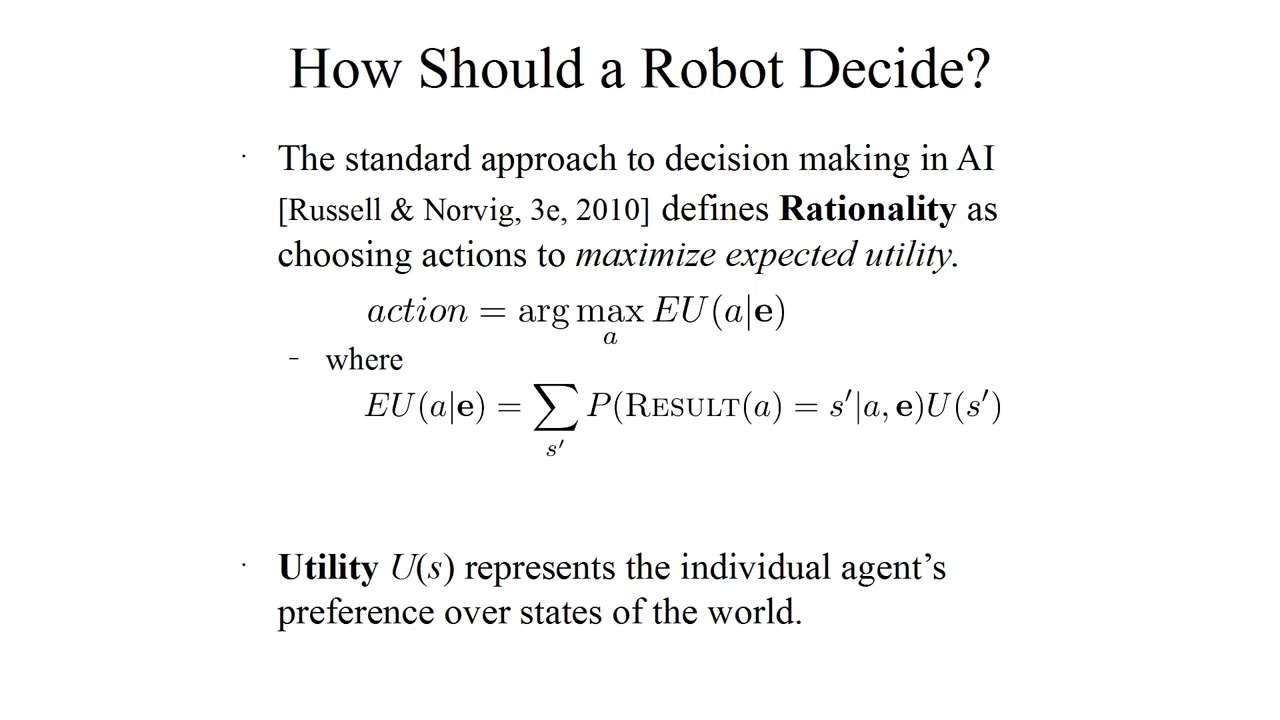 How Should a Robot Decide?
· The standard approach to decision making in AI
[Russell & Norvig, 3e, 2010] defines Rationality as
choosing actions to maximize expected utility.
action = arg max EU(a|e)
a
– where
EU(a|e) = ∑ P(RESULT(a) = s′|a, e)U(s′)
s′
· Utility U(s) represents the individual agent’s
preference over states of the world.